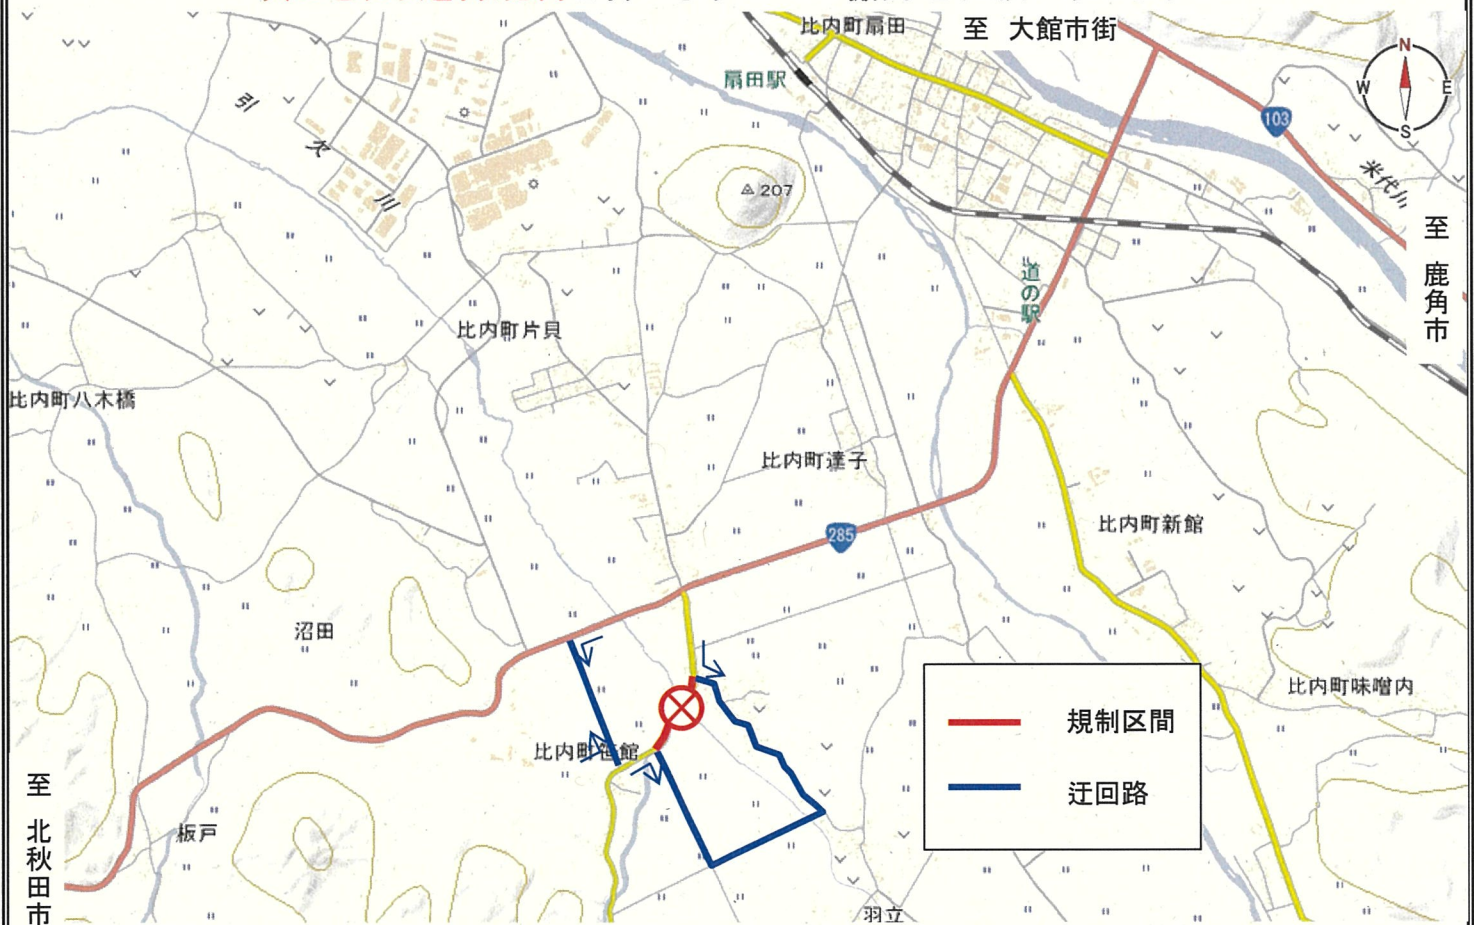 比内町扇田
至 大館市街
扇田駅
N
W
E
S
103
引
欠
川
207
米代川
至 鹿角市
道の駅
比内町片貝
比内町八木橋
比内町達子
比内町新館
285
沼田
比内町味噌内
規制区間
比内町笹館
迂回路
至 北秋田市
板戸
羽立